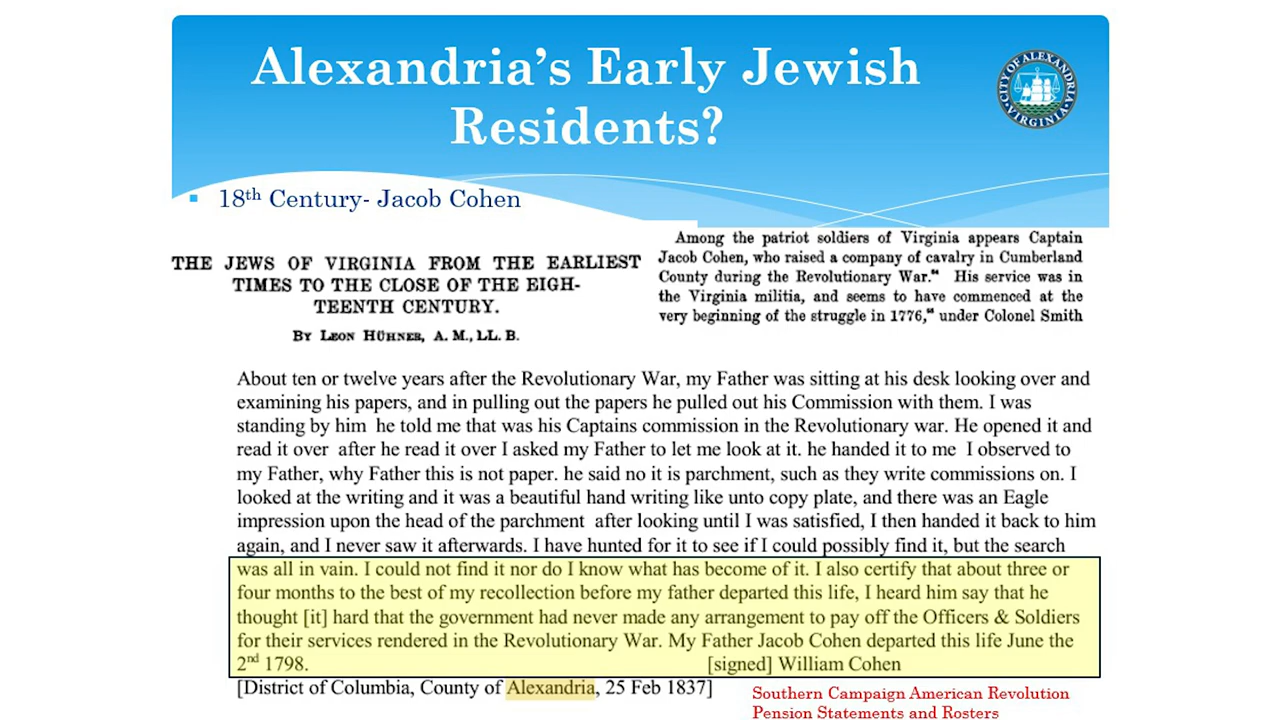 Alexandria's Early Jewish
Residents?
CITY OF ALEXANDRIA
VIRGINIA
▪ 18th Century- Jacob Cohen
THE JEWS OF VIRGINIA FROM THE EARLIEST
TIMES TO THE CLOSE OF THE EIGH-
TEENTH CENTURY.
BY LEON HÜHNER, A. M., LL. B.
Among the patriot soldiers of Virginia appears Captain
Jacob Cohen, who raised a company of cavalry in Cumberland
County during the Revolutionary War. His service was in
the Virginia militia, and seems to have commenced at the
very beginning of the struggle in 1776, under Colonel Smith
About ten or twelve years after the Revolutionary War, my Father was sitting at his desk looking over and
examining his papers, and in pulling out the papers he pulled out his Commission with them. I was
standing by him he told me that was his Captains commission in the Revolutionary war. He opened it and
read it over after he read it over I asked my Father to let me look at it. he handed it to me I observed to
my Father, why Father this is not paper. he said no it is parchment, such as they write commissions on. I
looked at the writing and it was a beautiful hand writing like unto copy plate, and there was an Eagle
impression upon the head of the parchment after looking until I was satisfied, I then handed it back to him
again, and I never saw it afterwards. I have hunted for it to see if I could possibly find it, but the search
was all in vain. I could not find it nor do I know what has become of it. I also certify that about three or
four months to the best of my recollection before my father departed this life, I heard him say that he
thought [it] hard that the government had never made any arrangement to pay off the Officers & Soldiers
for their services rendered in the Revolutionary War. My Father Jacob Cohen departed this life June the
2nd 1798. [signed] William Cohen
[District of Columbia, County of Alexandria, 25 Feb 1837]
Southern Campaign American Revolution
Pension Statements and Rosters